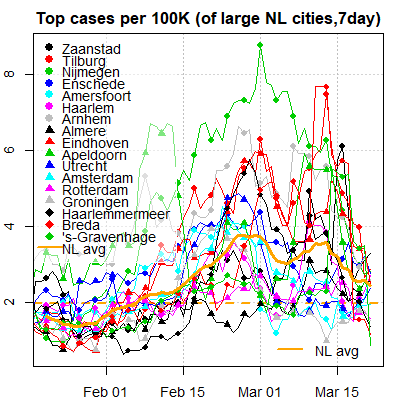 Top cases per 100K (of large NL cities,7day)
Zaanstad
Tilburg
Nijmegen
Enschede
Amersfoort
Haarlem
Arnhem
Almere
Eindhoven
Apeldoorn
Utrecht
Amsterdam
Rotterdam
Groningen
Haarlemmermeer
Breda
's-Gravenhage
NL avg
8
6
4
2
NL avg
Feb 01 Feb 15 Mar 01 Mar 15